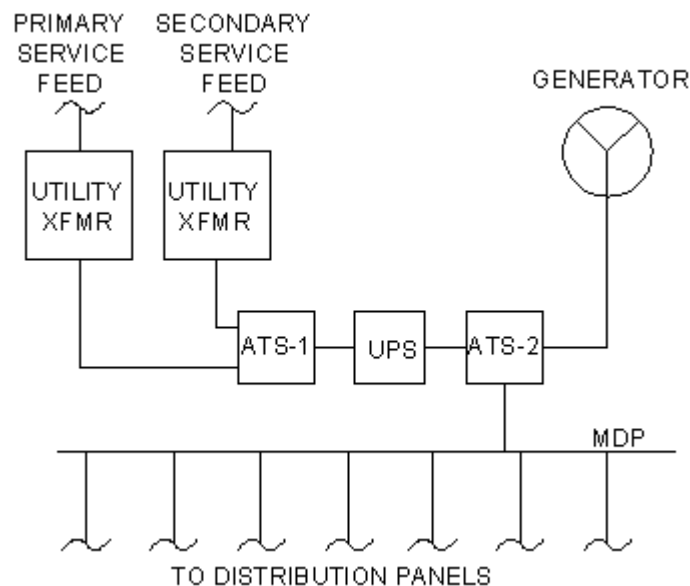 PRIMARY
SERVICE
FEED
SECONDARY
SERVICE
FEED
GENERATOR
UTILITY
XFMR
UTILITY
XFMR
ATS-1
UPS
ATS-2
MDP
TO DISTRIBUTION PANELS